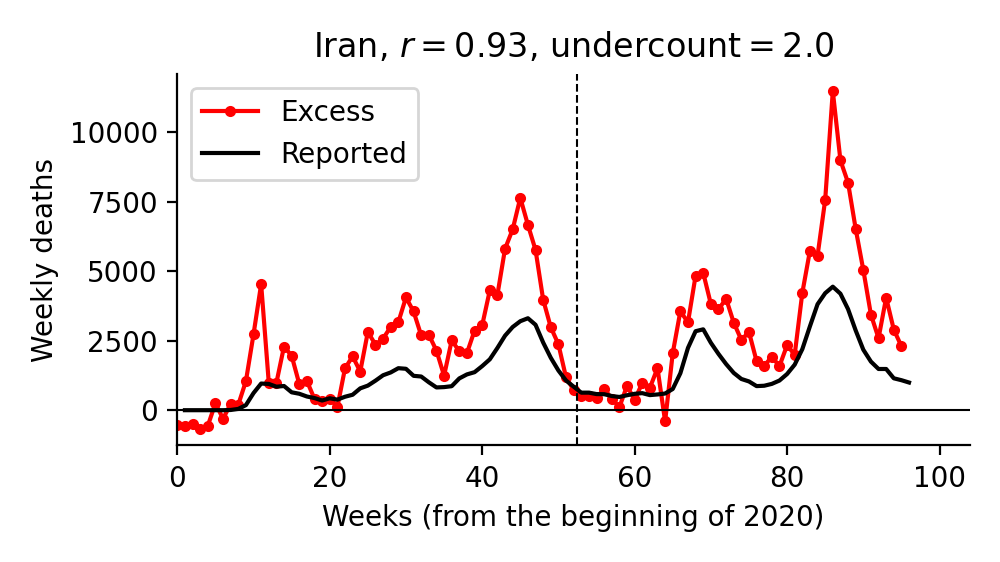 Iran, r = 0.93, undercount = 2.0
Excess
Reported
Weekly deaths
10000
7500
5000
2500
0
0 20 40 60 80 100
Weeks (from the beginning of 2020)